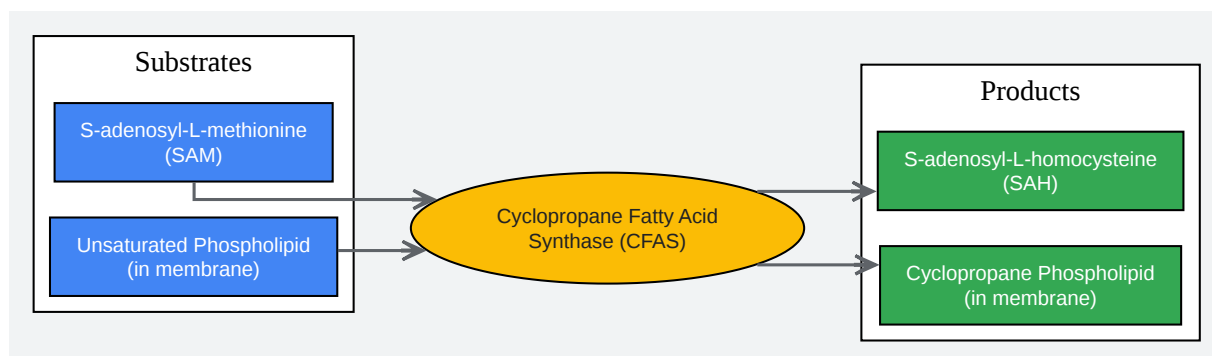 Substrates
S-adenosyl-L-methionine
(SAM)
Unsaturated Phospholipid
(in membrane)
Cyclopropane Fatty Acid
Synthase (CFAS)
Products
S-adenosyl-L-homocysteine
(SAH)
Cyclopropane Phospholipid
(in membrane)